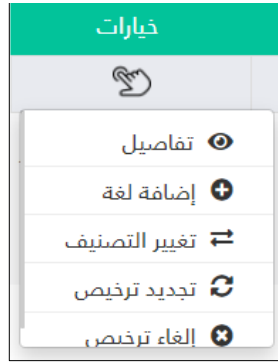 خيارات
تفاصيل
إضافة لغة
تغيير التصنيف
تجديد ترخيص
إلغاء ترخيص